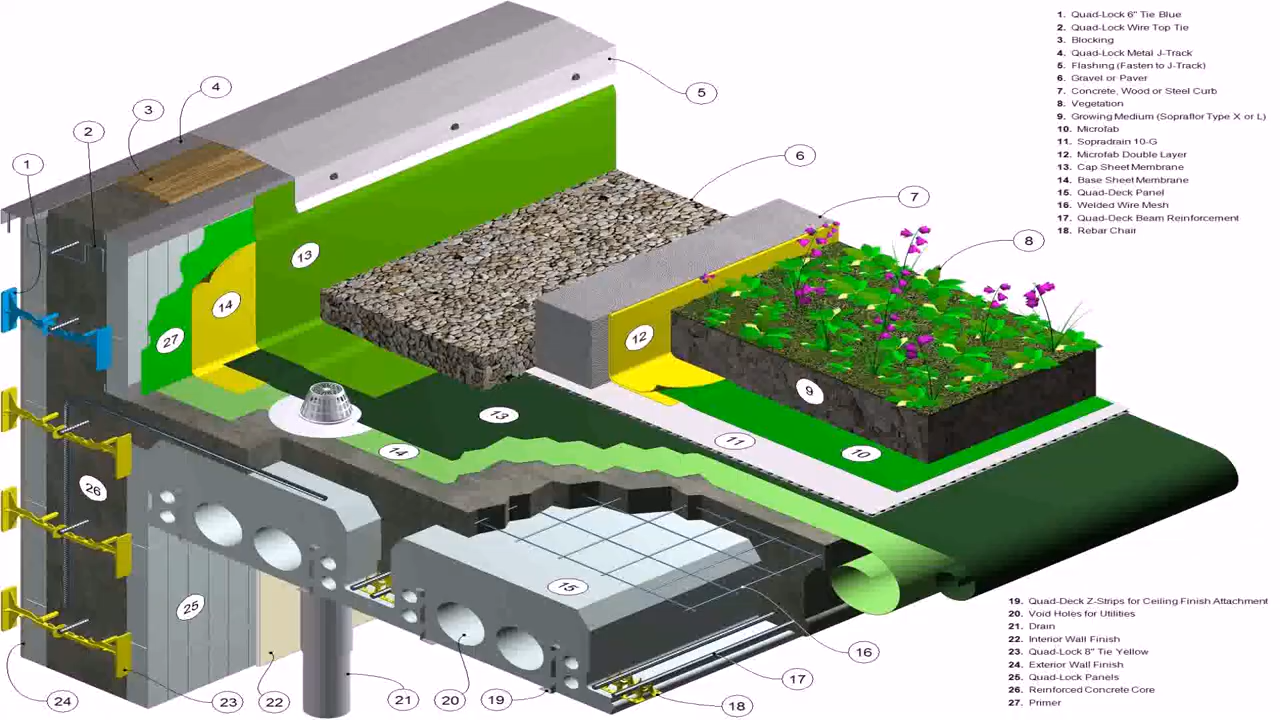 1. Quad-Lock 6" Tie Blue
2. Quad-Lock Wire Top Tie
3. Blocking
4. Quad-Lock Metal J-Track
5. Flashing (Fasten to J-Track)
6. Gravel or Paver
7. Concrete, Wood or Steel Curb
8. Vegetation
9. Growing Medium (Sopraflor Type X or L)
10. Microfab
11. Sopradrain 10-G
12. Microfab Double Layer
13. Cap Sheet Membrane
14. Base Sheet Membrane
15. Quad-Deck Panel
16. Welded Wire Mesh
17. Quad-Deck Beam Reinforcement
18. Rebar Chair
4
3
5
2
1
6
7
8
13
14
27
12
9
13
11
10
14
26
15
25
16
17
18
19
20
21
22
23
24
19. Quad-Deck Z-Strips for Ceiling Finish Attachment
20. Void Holes for Utilities
21. Drain
22. Interior Wall Finish
23. Quad-Lock 8" Tie Yellow
24. Exterior Wall Finish
25. Quad-Lock Panels
26. Reinforced Concrete Core
27. Primer